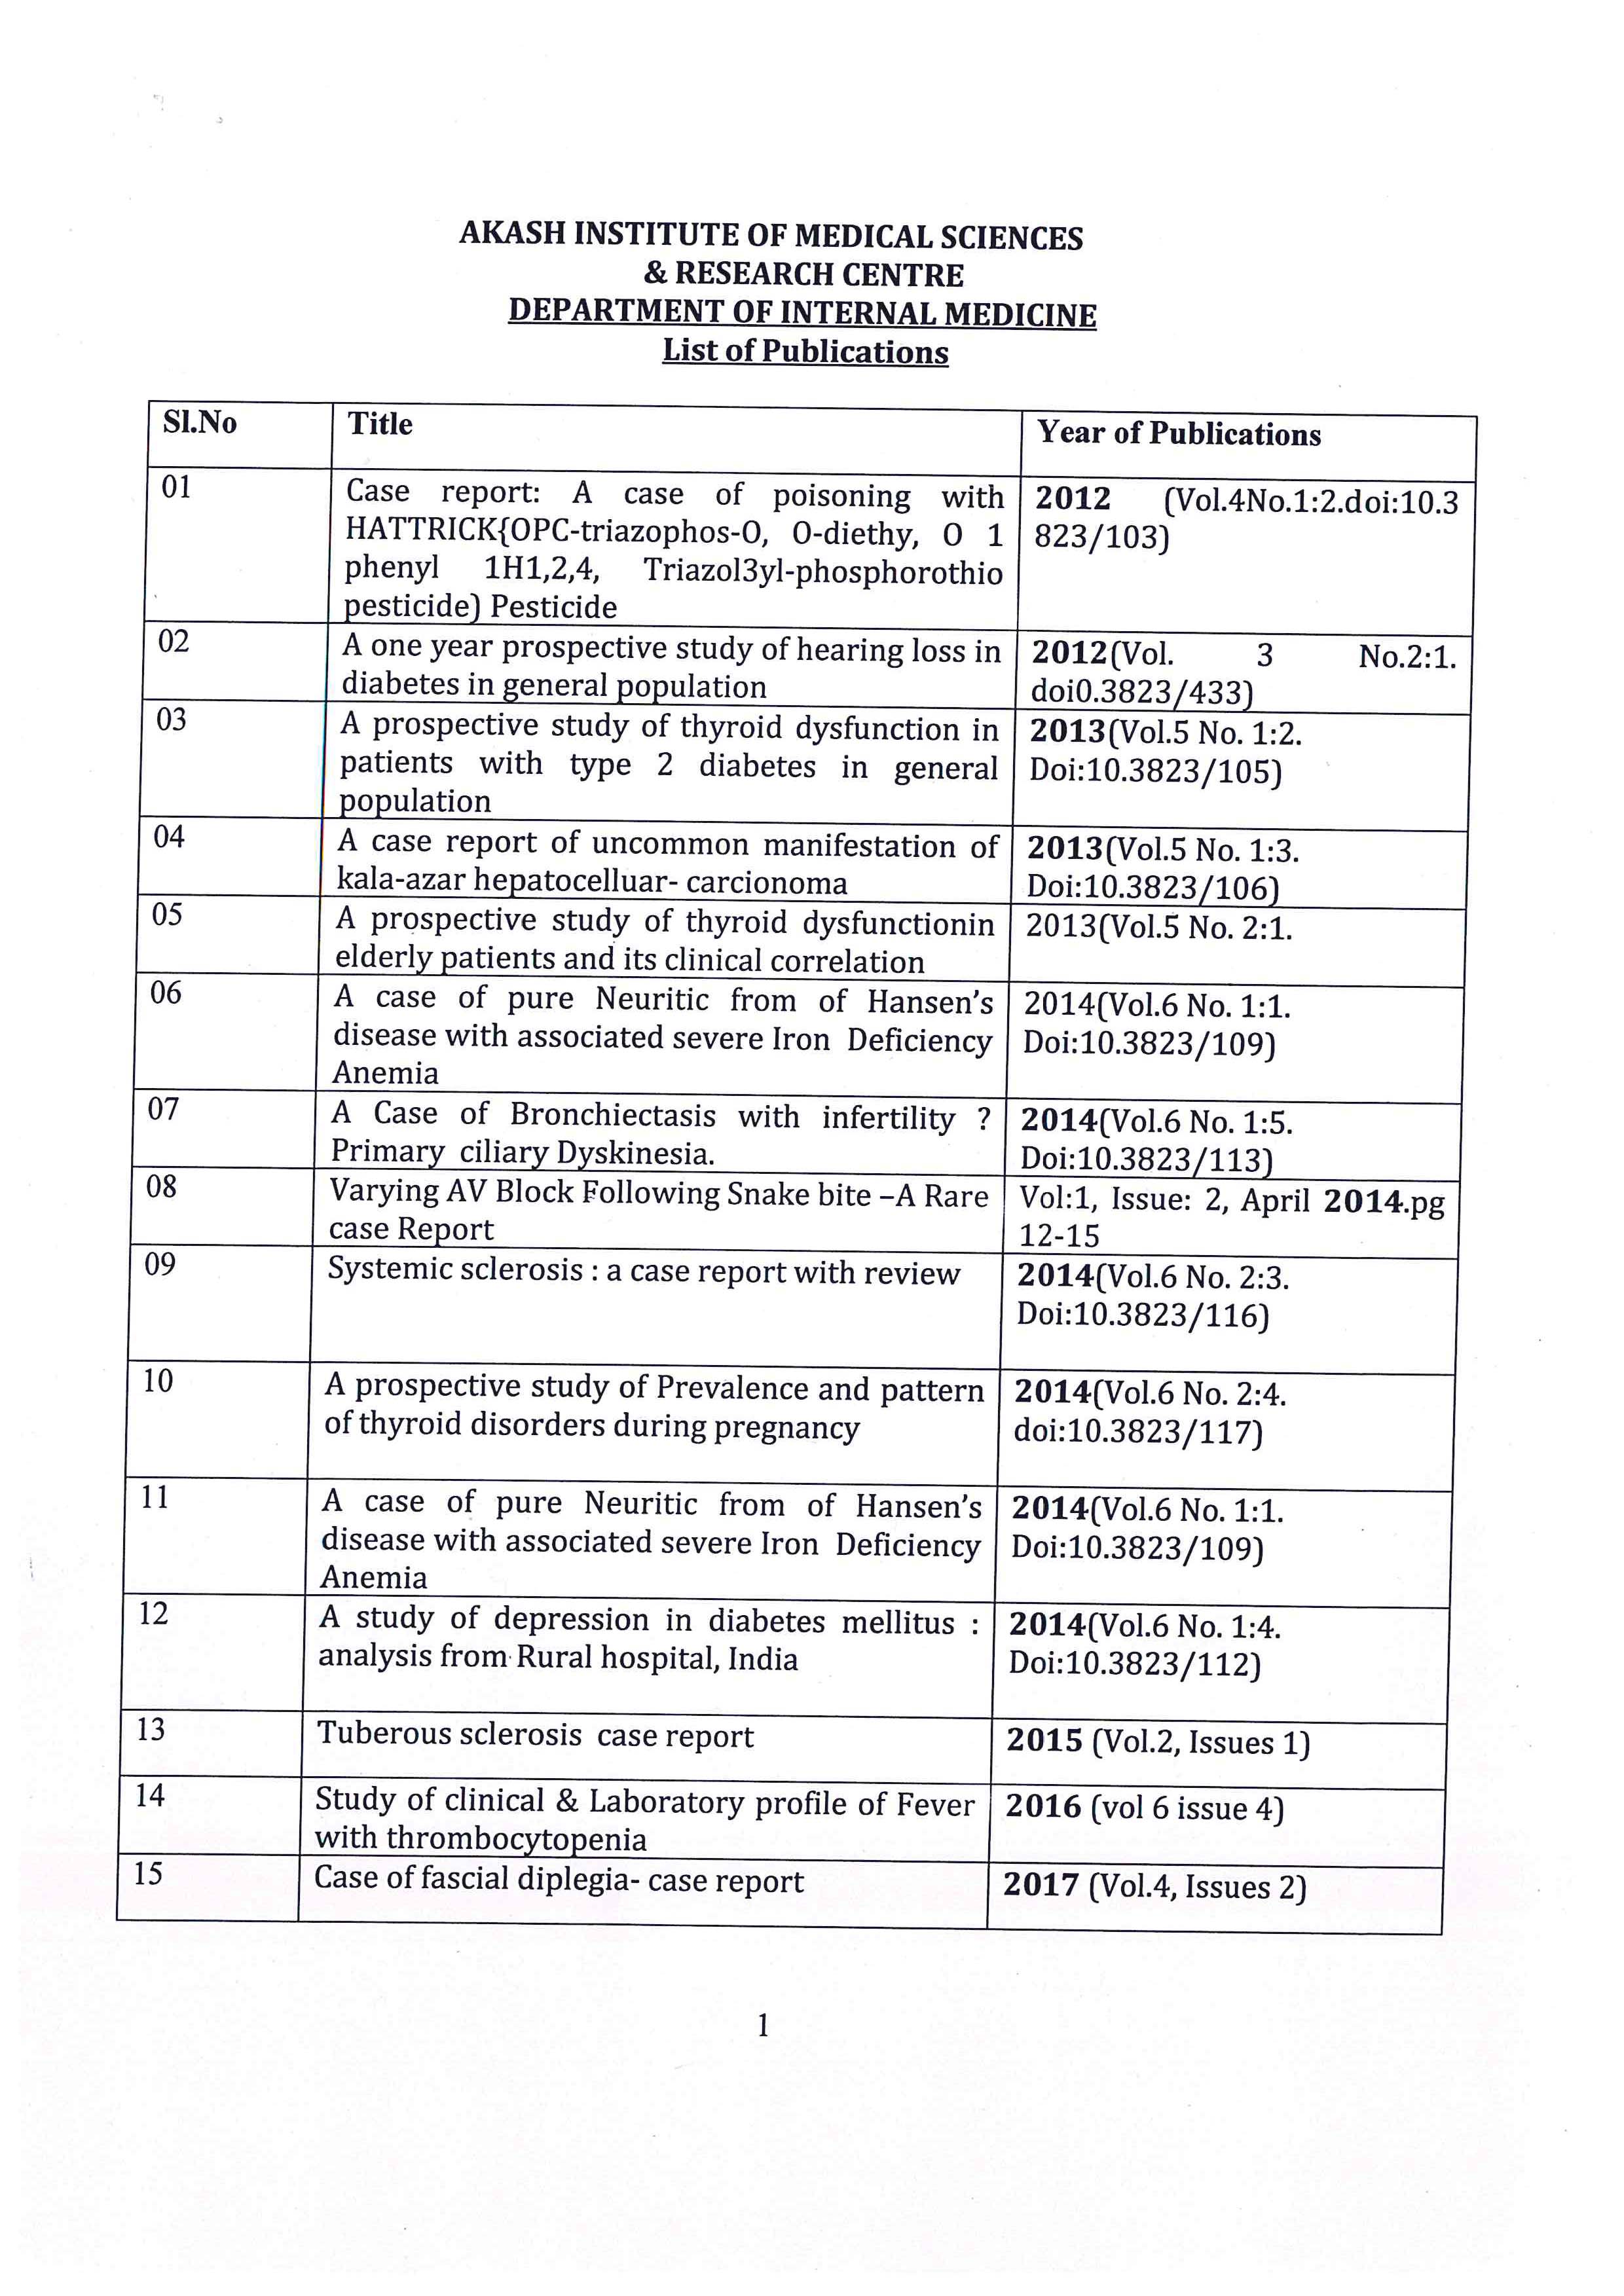 AKASH INSTITUTE OF MEDICAL SCIENCES
& RESEARCH CENTRE
DEPARTMENT OF INTERNAL MEDICINE
List of Publications
Sl.No Title Year of Publications
01 Case report: A case of poisoning with 2012 (Vol.4No.1:2.doi:10.3
HATTRICK{OPC-triazophos-O, O-diethy, O 1 823/103)
phenyl 1H1,2,4, Triazol3yl-phosphorothio
pesticide) Pesticide
02 A one year prospective study of hearing loss in 2012(Vol. 3 No.2:1.
diabetes in general population doi0.3823/433)
03 A prospective study of thyroid dysfunction in 2013(Vol.5 No. 1:2.
patients with type 2 diabetes in general Doi:10.3823/105)
population
04 A case report of uncommon manifestation of 2013(Vol.5 No. 1:3.
kala-azar hepatocelluar- carcionoma Doi:10.3823/106)
05 A prospective study of thyroid dysfunctionin 2013(Vol.5 No. 2:1.
elderly patients and its clinical correlation
06 A case of pure Neuritic from of Hansen's 2014(Vol.6 No. 1:1.
disease with associated severe Iron Deficiency Doi:10.3823/109)
Anemia
07 A Case of Bronchiectasis with infertility ? 2014(Vol.6 No. 1:5.
Primary ciliary Dyskinesia. Doi:10.3823/113)
08 Varying AV Block Following Snake bite –A Rare Vol:1, Issue: 2, April 2014.pg
case Report 12-15
09 Systemic sclerosis : a case report with review 2014(Vol.6 No. 2:3.
Doi:10.3823/116)
10 A prospective study of Prevalence and pattern 2014(Vol.6 No. 2:4.
of thyroid disorders during pregnancy doi:10.3823/117)
11 A case of pure Neuritic from of Hansen's 2014(Vol.6 No. 1:1.
disease with associated severe Iron Deficiency Doi:10.3823/109)
Anemia
12 A study of depression in diabetes mellitus : 2014(Vol.6 No. 1:4.
analysis from Rural hospital, India Doi:10.3823/112)
13 Tuberous sclerosis case report 2015 (Vol.2, Issues 1)
14 Study of clinical & Laboratory profile of Fever 2016 (vol 6 issue 4)
with thrombocytopenia
15 Case of fascial diplegia- case report 2017 (Vol.4, Issues 2)
1